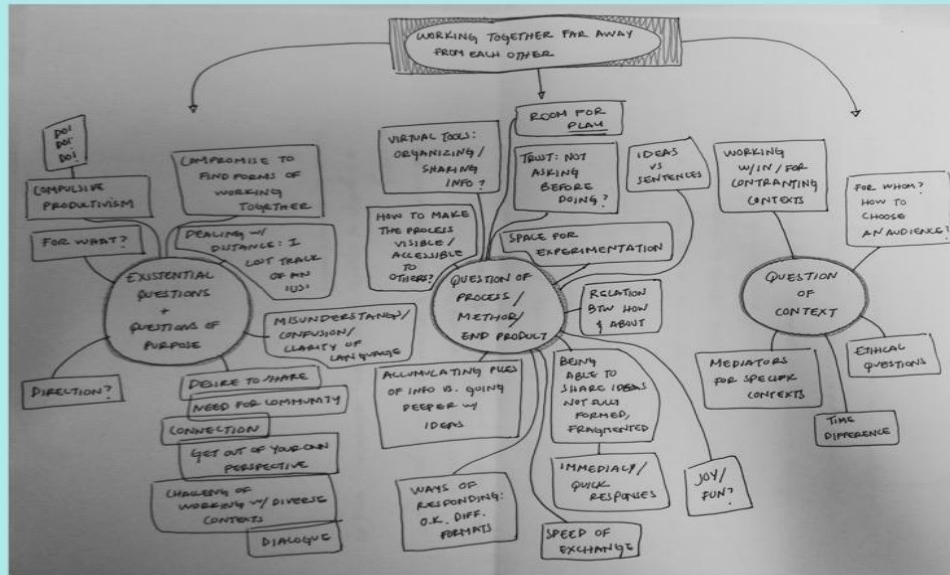 WORKING TOGETHER FAR AWAY
FROM EACH OTHER
DO!
DO!
DO!
COMPULSIVE
PRODUCTIVISM
FOR WHAT?
COMPROMISE TO
FIND FORMS OF
WORKING
TOGETHER
DEALING W/
DISTANCE: I
LOST TRACK
OF AN
"US"
EXISTENTIAL
QUESTIONS
+
QUESTIONS OF
PURPOSE
MISUNDERSTANDS/
CONFUSION/
CLARITY OF
LANGUAGE
DIRECTION?
DESIRE TO SHARE
NEED FOR COMMUNITY
CONNECTION
GET OUT OF YOUR OWN
PERSPECTIVE
CHALLENG OF
WORKING W/ DIVERSE
CONTEXTS
DIALOGUE
VIRTUAL TOOLS:
ORGANIZING/
SHARING
INFO?
ROOM FOR
PLAY
TRUST: NOT
ASKING
BEFORE
DOING?
IDEAS
VS
SENTENCES
HOW TO MAKE
THE PROCESS
VISIBLE/
ACCESSIBLE
TO
OTHERS?
SPACE FOR
EXPERIMENTATION
QUESTION OF
PROCESS/
METHOD/
END PRODUCT
RELATION
BTW HOW
& ABOUT
ACCUMULATING PILES
OF INFO VS. GOING
DEEPER W/
IDEAS
BEING
ABLE TO
SHARE IDEAS
NOT FULLY
FORMED,
FRAGMENTED
WAYS OF
RESPONDING:
O.K. DIFF.
FORMATS
IMMEDIACY/
QUICK
RESPONSES
SPEED OF
EXCHANGE
JOY/
FUN?
WORKING
W/IN/FOR
CONTRANTING
CONTEXTS
FOR WHOM?
HOW TO
CHOOSE
AN AUDIENCE?
QUESTION
OF
CONTEXT
MEDIATORS
FOR SPECIFIC
CONTEXTS
ETHICAL
QUESTIONS
TIME
DIFFERENCE